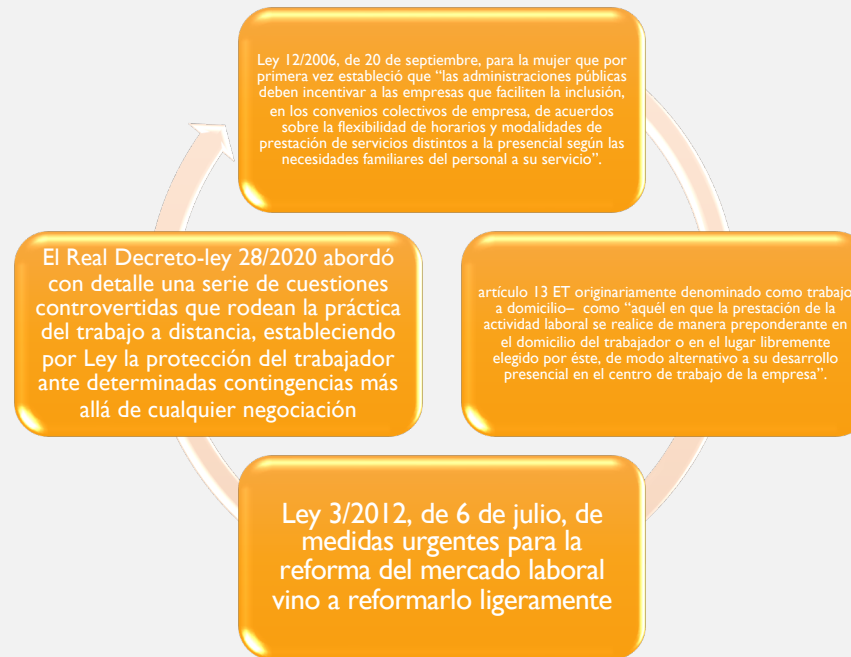 Ley 12/2006, de 20 de septiembre, para la mujer que por
primera vez estableció que “las administraciones públicas
deben incentivar a las empresas que faciliten la inclusión,
en los convenios colectivos de empresa, de acuerdos
sobre la flexibilidad de horarios y modalidades de
prestación de servicios distintos a la presencial según las
necesidades familiares del personal a su servicio”.
artículo 13 ET originariamente denominado como trabajo
a domicilio– como “aquél en que la prestación de la
actividad laboral se realice de manera preponderante en
el domicilio del trabajador o en el lugar libremente
elegido por éste, de modo alternativo a su desarrollo
presencial en el centro de trabajo de la empresa”.
Ley 3/2012, de 6 de julio, de
medidas urgentes para la
reforma del mercado laboral
vino a reformarlo ligeramente
El Real Decreto-ley 28/2020 abordó
con detalle una serie de cuestiones
controvertidas que rodean la práctica
del trabajo a distancia, estableciendo
por Ley la protección del trabajador
ante determinadas contingencias más
allá de cualquier negociación